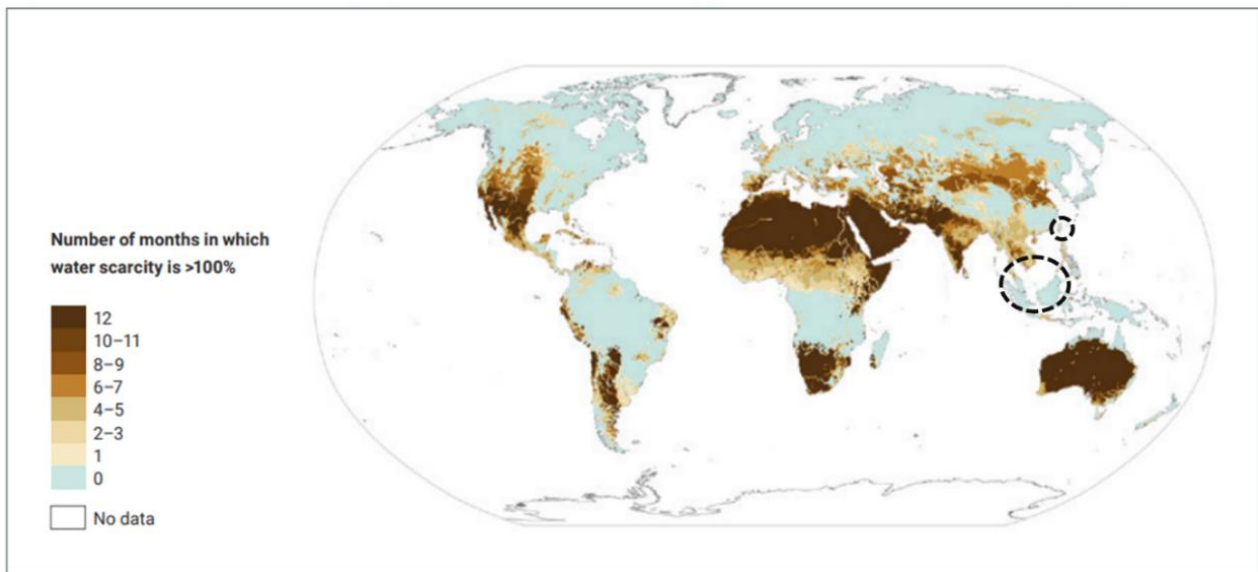 Number of months in which
water scarcity is >100%
12
10–11
8–9
6–7
4–5
2–3
1
0
No data